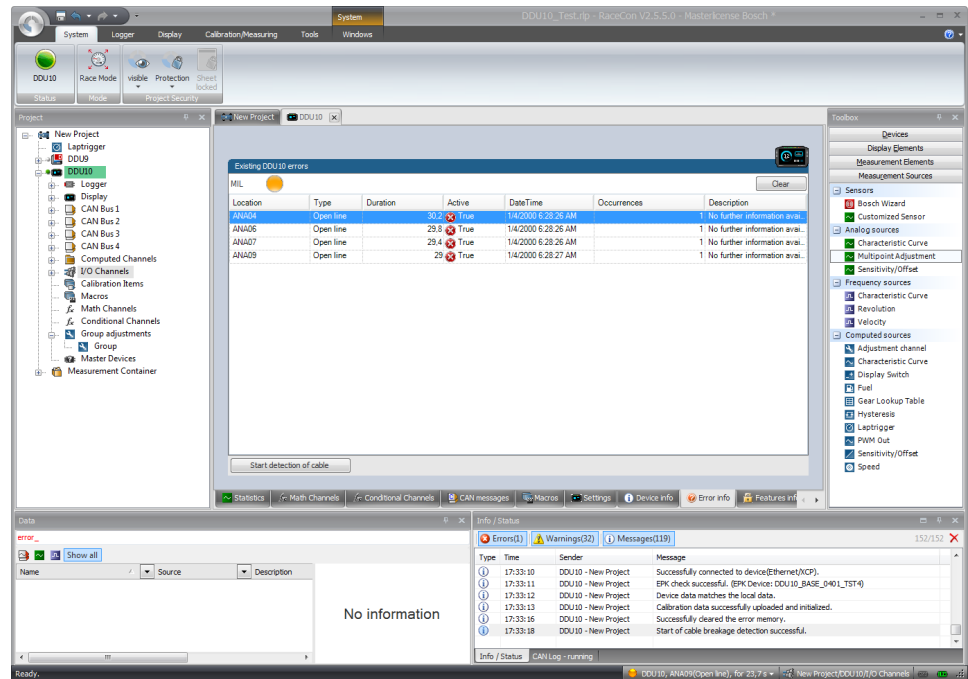 System
DDU10_Test.rlp - RaceCon V2.5.5.0 - Masterlicense Bosch *
System Logger Display Calibration/Measuring Tools Windows
DDU10 Race Mode visible Protection Sheet locked
Status Mode Project Security
Project
New Project
Laptrigger
DDU9
DDU10
Logger
Display
CAN Bus 1
CAN Bus 2
CAN Bus 3
CAN Bus 4
Computed Channels
I/O Channels
Calibration Items
Macros
fx Math Channels
fx Conditional Channels
Group adjustments
Group
Master Devices
Measurement Container
New Project DDU10
Existing DDU10 errors
MIL Clear
Location Type Duration Active DateTime Occurrences Description
ANA04 Open line 30,2 True 1/4/2000 6:28:26 AM 1 No further information avai...
ANA06 Open line 29,8 True 1/4/2000 6:28:26 AM 1 No further information avai...
ANA07 Open line 29,4 True 1/4/2000 6:28:26 AM 1 No further information avai...
ANA09 Open line 29 True 1/4/2000 6:28:27 AM 1 No further information avai...
Start detection of cable
Statistics fx Math Channels fx Conditional Channels CAN messages Macros Settings Device info Error info Features info
Toolbox
Devices
Display Elements
Measurement Elements
Measurement Sources
Sensors
Bosch Wizard
Customized Sensor
Analog sources
Characteristic Curve
Multipoint Adjustment
Sensitivity/Offset
Frequency sources
Characteristic Curve
Revolution
Velocity
Computed sources
Adjustment channel
Characteristic Curve
Display Switch
Fuel
Gear Lookup Table
Hysteresis
Laptrigger
PWM Out
Sensitivity/Offset
Speed
Data
error_
Show all
Name Source Description
No information
Info / Status
Errors(1) Warnings(32) Messages(119) 152/152
Type Time Sender Message
17:33:10 DDU10 - New Project Successfully connected to device(Ethernet/XCP).
17:33:11 DDU10 - New Project EPK check successful. (EPK Device: DDU10_BASE_0401_TST4)
17:33:12 DDU10 - New Project Device data matches the local data.
17:33:13 DDU10 - New Project Calibration data successfully uploaded and initialized.
17:33:16 DDU10 - New Project Successfully cleared the error memory.
17:33:18 DDU10 - New Project Start of cable breakage detection successful.
Info / Status CAN Log - running
Ready. DDU10, ANA09(Open line), for 23,7 s New Project/DDU10/I/O Channels